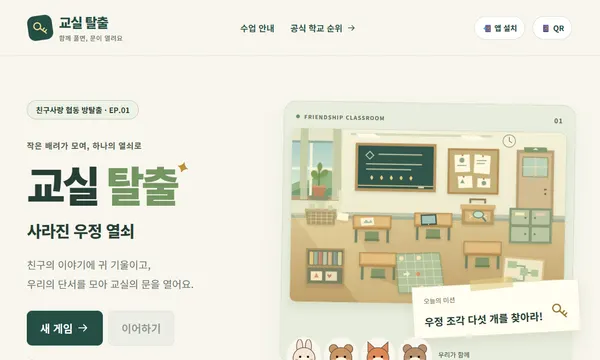 교실 탈출
함께 풀면, 문이 열려요
수업 안내
공식 학교 순위 →
앱 설치
QR
친구사랑 협동 방탈출 · EP.01
작은 배려가 모여, 하나의 열쇠로
교실 탈출
사라진 우정 열쇠
친구의 이야기에 귀 기울이고,
우리의 단서를 모아 교실의 문을 열어요.
새 게임 →
이어하기
FRIENDSHIP CLASSROOM
01
오늘의 미션
우정 조각 다섯 개를 찾아라!
우리가 함께